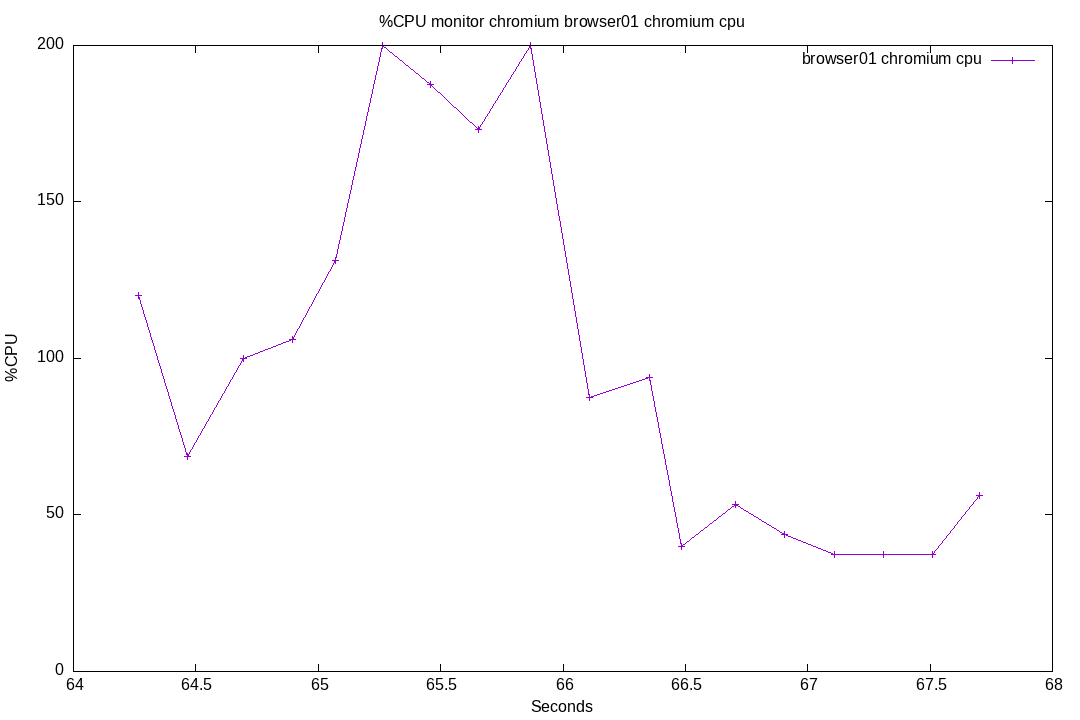 %CPU monitor chromium browser01 chromium cpu
browser01 chromium cpu
200
150
100
50
0
%CPU
64 64.5 65 65.5 66 66.5 67 67.5 68
Seconds